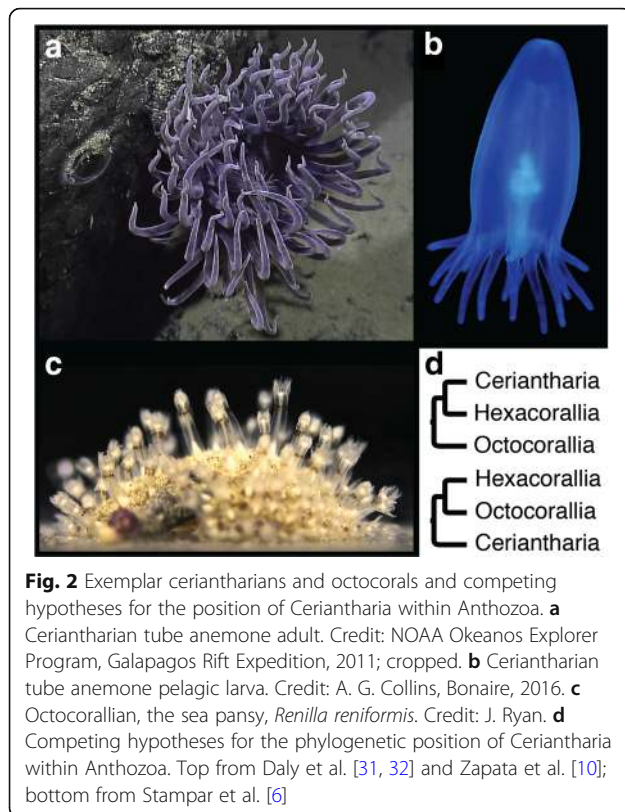 a
b
c
d
Ceriantharia
Hexacorallia
Octocorallia
Hexacorallia
Octocorallia
Ceriantharia
Fig. 2 Exemplar ceriantharians and octocorals and competing
hypotheses for the position of Ceriantharia within Anthozoa. a
Ceriantharian tube anemone adult. Credit: NOAA Okeanos Explorer
Program, Galapagos Rift Expedition, 2011; cropped. b Ceriantharian
tube anemone pelagic larva. Credit: A. G. Collins, Bonaire, 2016. c
Octocorallian, the sea pansy, Renilla reniformis. Credit: J. Ryan. d
Competing hypotheses for the phylogenetic position of Ceriantharia
within Anthozoa. Top from Daly et al. [31, 32] and Zapata et al. [10];
bottom from Stampar et al. [6]